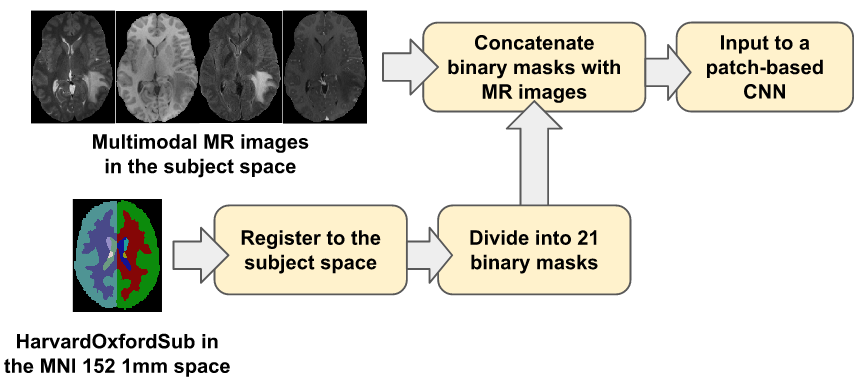 Multimodal MR images
in the subject space
Concatenate
binary masks with
MR images
Input to a
patch-based
CNN
HarvardOxfordSub in
the MNI 152 1mm space
Register to the
subject space
Divide into 21
binary masks